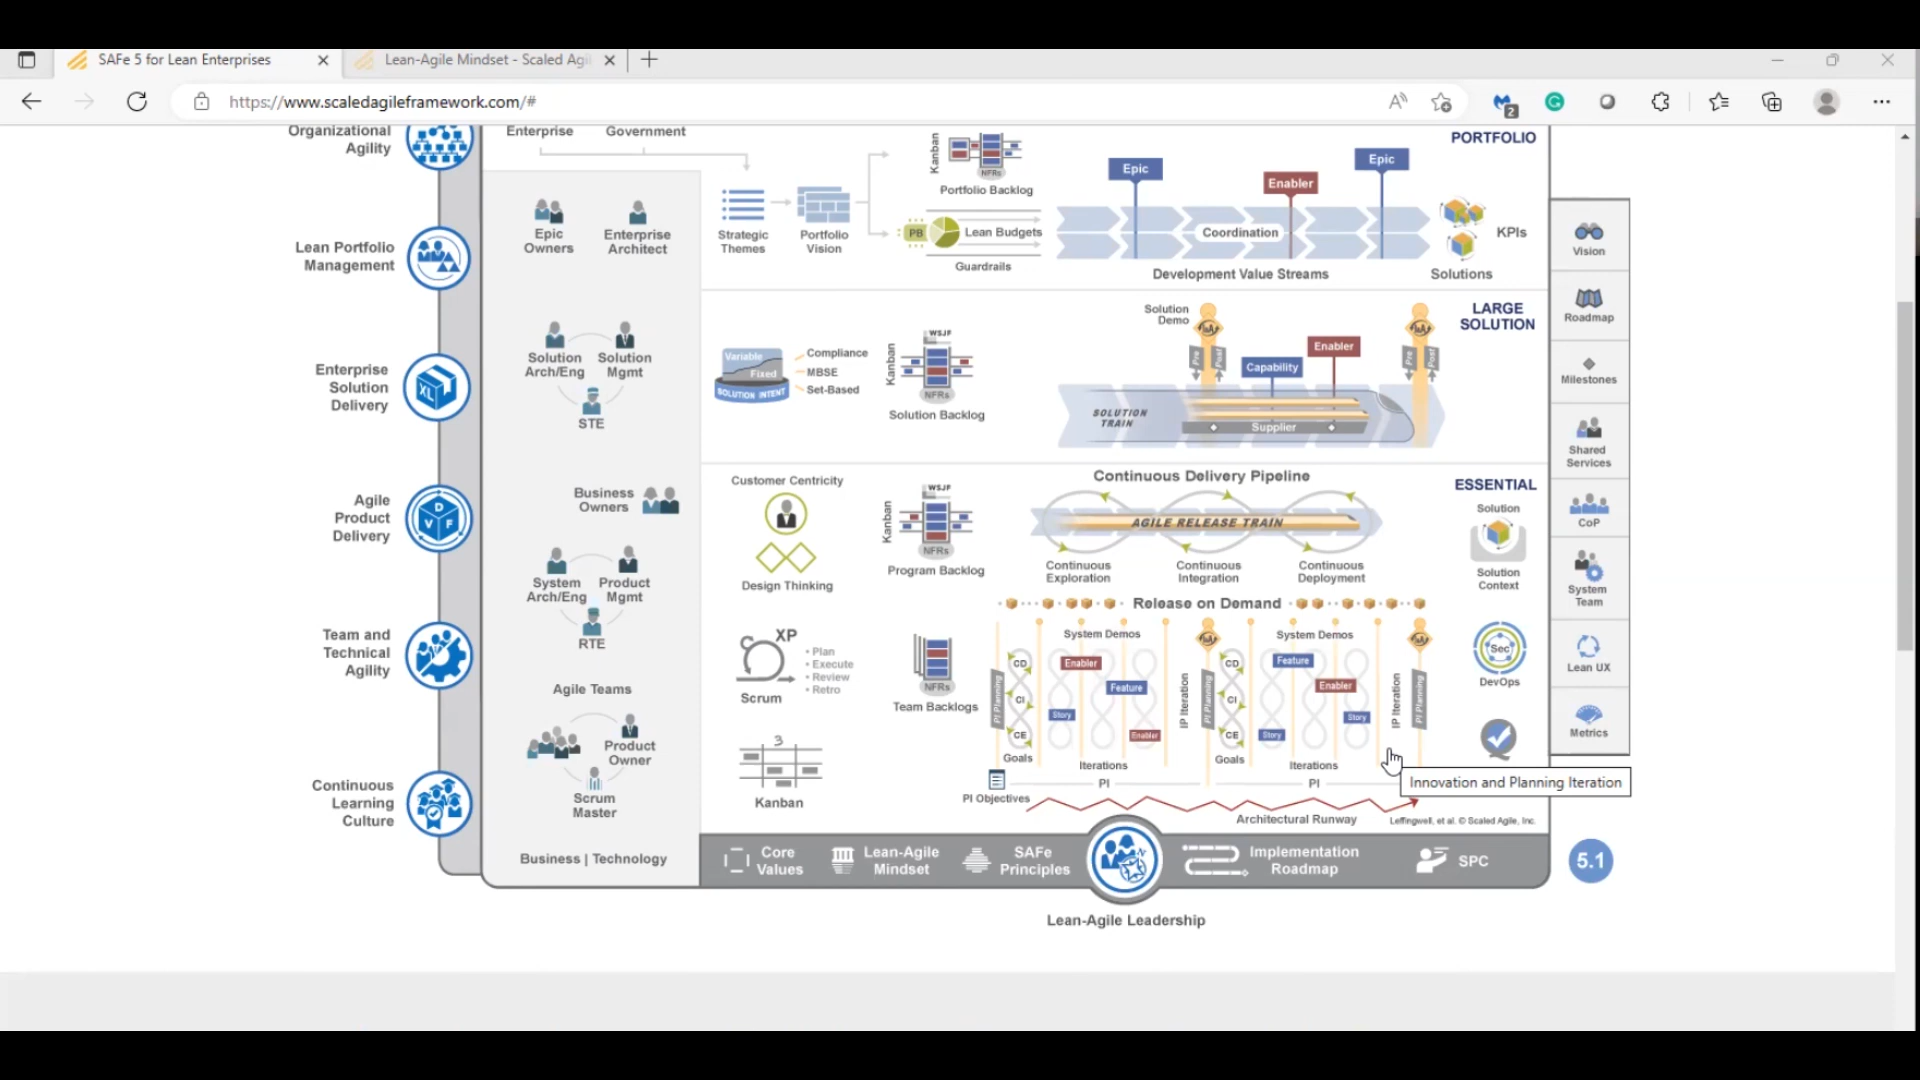 SAFe 5 for Lean Enterprises
Lean-Agile Mindset - Scaled Agil
https://www.scaledagileframework.com/#
2
Organizational
Agility
Lean Portfolio
Management
Enterprise
Solution
Delivery
XL
Agile
Product
Delivery
D
V F
Team and
Technical
Agility
Continuous
Learning
Culture
Enterprise
Government
Epic
Owners
Enterprise
Architect
Strategic
Themes
Portfolio
Vision
Kanban
NFRs
Portfolio Backlog
PB
Lean Budgets
Guardrails
Epic
Enabler
Epic
Coordination
Development Value Streams
PORTFOLIO
KPIs
Solutions
Solution
Arch/Eng
Solution
Mgmt
STE
Variable
Fixed
SOLUTION INTENT
Compliance
MBSE
Set-Based
Kanban
WSJF
NFRs
Solution Backlog
Solution
Demo
I&A
Pre
Post
Capability
Enabler
I&A
Pre
Post
SOLUTION
TRAIN
Supplier
LARGE
SOLUTION
Business
Owners
System
Arch/Eng
Product
Mgmt
RTE
Customer Centricity
Design Thinking
Kanban
WSJF
NFRs
Program Backlog
Continuous Delivery Pipeline
AGILE RELEASE TRAIN
Continuous
Exploration
Continuous
Integration
Continuous
Deployment
ESSENTIAL
Solution
Solution
Context
Release on Demand
Agile Teams
Product
Owner
Scrum
Master
Business | Technology
XP
Scrum
• Plan
• Execute
• Review
• Retro
NFRs
Team Backlogs
3
Kanban
System Demos
PI Planning
CD
CI
CE
Goals
Enabler
Feature
Story
Enabler
Iterations
IP Iteration
I&A
PI Planning
CD
CI
CE
Goals
System Demos
Feature
Enabler
Story
Story
Iterations
IP Iteration
I&A
PI Planning
PI Objectives
PI
PI
Architectural Runway
Leffingwell, et al. © Scaled Agile, Inc.
Sec
DevOps
Innovation and Planning Iteration
Vision
Roadmap
Milestones
Shared
Services
CoP
System
Team
Lean UX
Metrics
Core
Values
Lean-Agile
Mindset
SAFe
Principles
Implementation
Roadmap
SPC
5.1
Lean-Agile Leadership